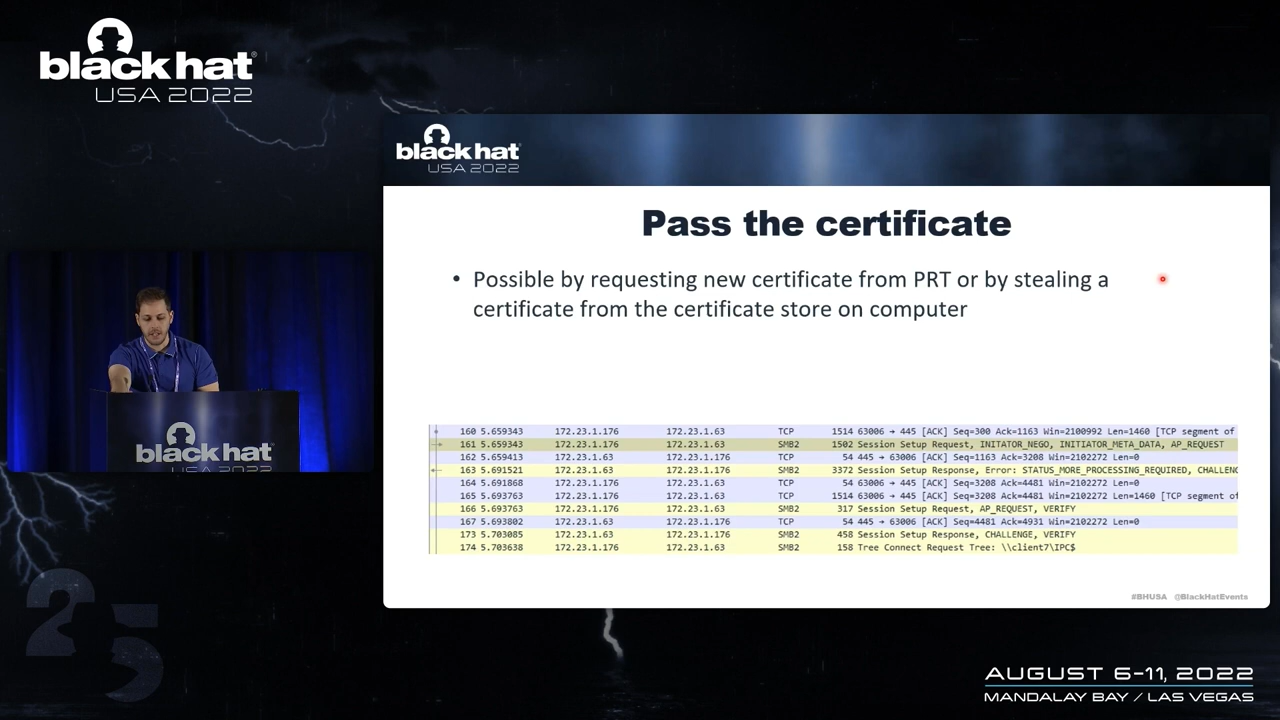 black hat®
USA 2022
black hat®
USA 2022
Pass the certificate
• Possible by requesting new certificate from PRT or by stealing a
certificate from the certificate store on computer
160 5.659343 172.23.1.176 172.23.1.63 TCP 1514 63006 → 445 [ACK] Seq=300 Ack=1163 Win=2100992 Len=1460 [TCP segment of
161 5.659343 172.23.1.176 172.23.1.63 SMB2 1502 Session Setup Request, INITATOR_NEGO, INITIATOR_META_DATA, AP_REQUEST
162 5.659413 172.23.1.63 172.23.1.176 TCP 54 445 → 63006 [ACK] Seq=1163 Ack=3208 Win=2102272 Len=0
163 5.691521 172.23.1.63 172.23.1.176 SMB2 3372 Session Setup Response, Error: STATUS_MORE_PROCESSING_REQUIRED, CHALLENG
164 5.691868 172.23.1.176 172.23.1.63 TCP 54 63006 → 445 [ACK] Seq=3208 Ack=4481 Win=2102272 Len=0
165 5.693763 172.23.1.176 172.23.1.63 TCP 1514 63006 → 445 [ACK] Seq=3208 Ack=4481 Win=2102272 Len=1460 [TCP segment of
166 5.693763 172.23.1.176 172.23.1.63 SMB2 317 Session Setup Request, AP_REQUEST, VERIFY
167 5.693802 172.23.1.63 172.23.1.176 TCP 54 445 → 63006 [ACK] Seq=4481 Ack=4931 Win=2102272 Len=0
173 5.703085 172.23.1.63 172.23.1.176 SMB2 458 Session Setup Response, CHALLENGE, VERIFY
174 5.703638 172.23.1.176 172.23.1.63 SMB2 158 Tree Connect Request Tree: \\client7\IPC$
#BHUSA @BlackHatEvents
black hat
USA 2022
25
AUGUST 6-11, 2022
MANDALAY BAY / LAS VEGAS